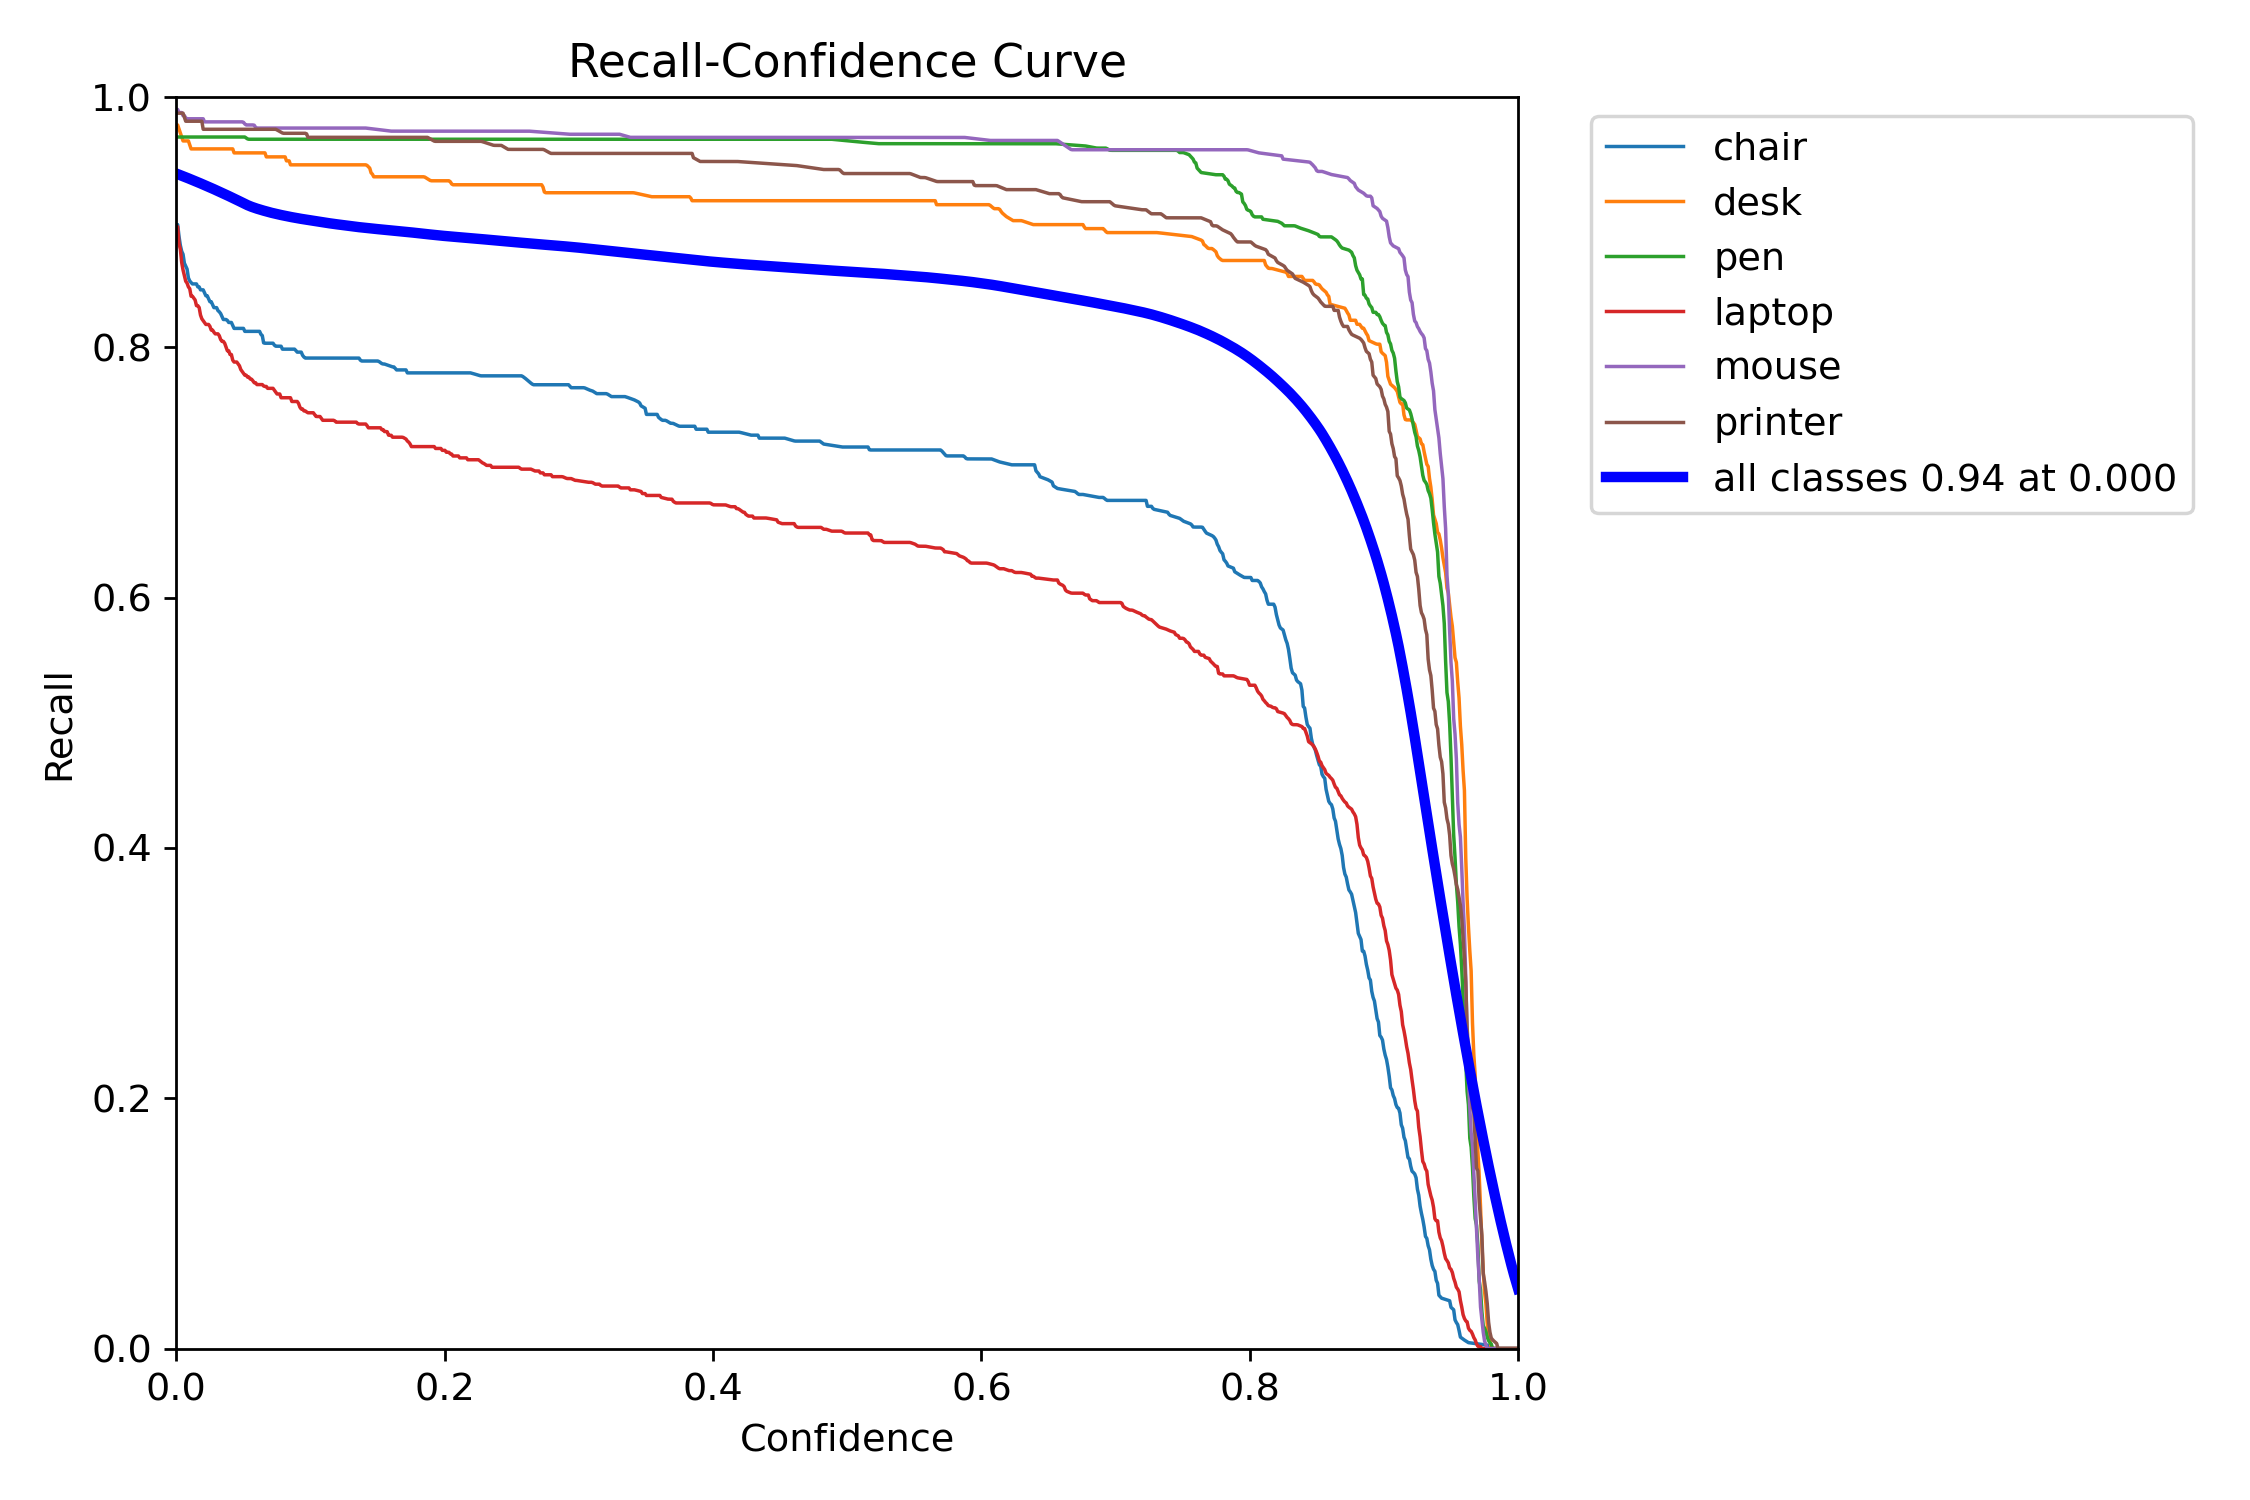 Recall-Confidence Curve
1.0
0.8
0.6
0.4
0.2
0.0
Recall
0.0 0.2 0.4 0.6 0.8 1.0
Confidence
chair
desk
pen
laptop
mouse
printer
all classes 0.94 at 0.000